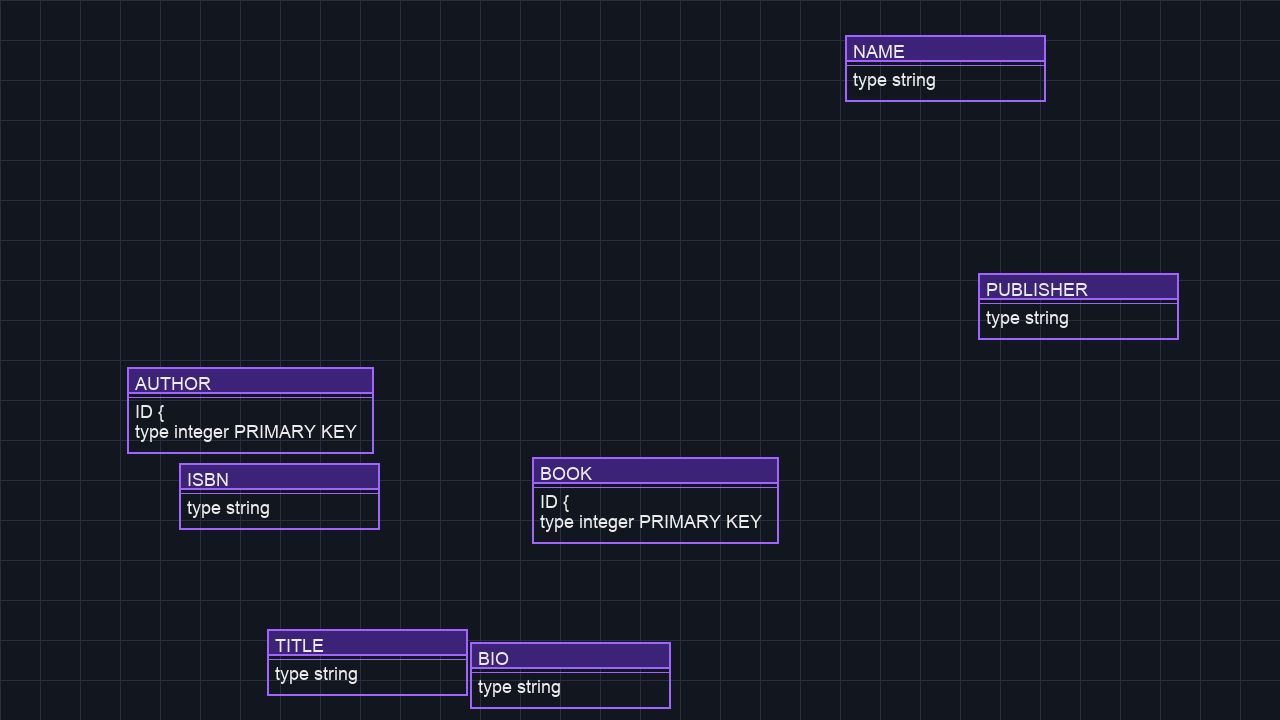 NAME
type string
PUBLISHER
type string
AUTHOR
ID {
type integer PRIMARY KEY
ISBN
type string
BOOK
ID {
type integer PRIMARY KEY
TITLE
type string
BIO
type string